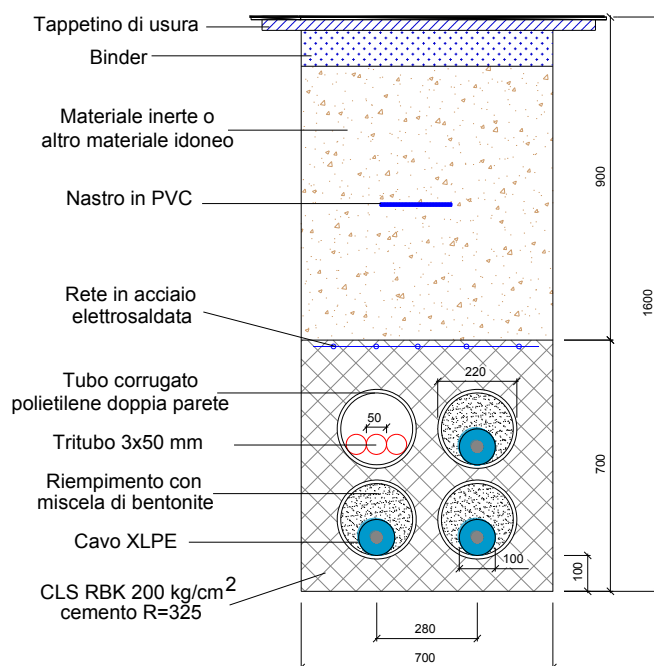 Tappetino di usura
Binder
Materiale inerte o
altro materiale idoneo
Nastro in PVC
Rete in acciaio
elettrosaldata
Tubo corrugato
polietilene doppia parete
Tritubo 3x50 mm
Riempimento con
miscela di bentonite
Cavo XLPE
CLS RBK 200 kg/cm²
cemento R=325
900
1600
220
50
700
100
100
280
700